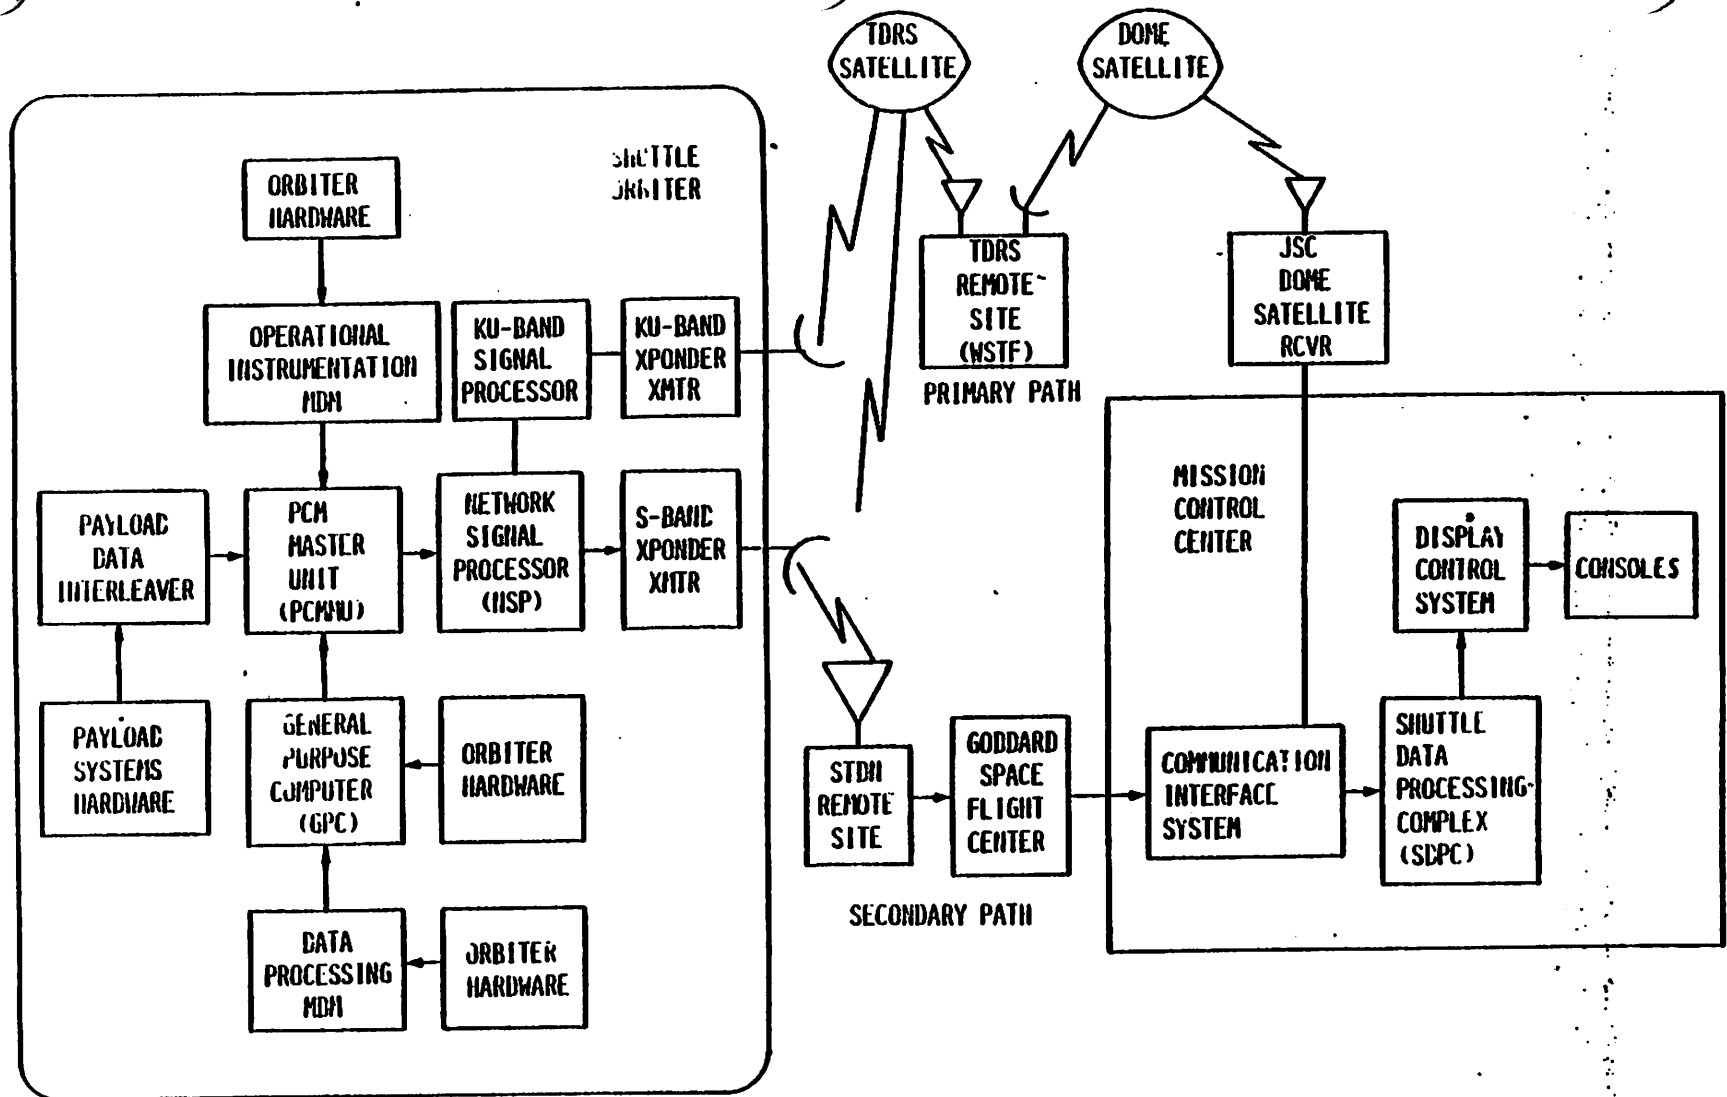 TDRS
SATELLITE
DOME
SATELLITE
SHUTTLE
ORBITER
ORBITER
HARDWARE
OPERATIONAL
INSTRUMENTATION
MDM
KU-BAND
SIGNAL
PROCESSOR
KU-BAND
XPONDER
XMTR
TDRS
REMOTE-
SITE
(WSTF)
PRIMARY PATH
JSC
DOME
SATELLITE
RCVR
PAYLOAD
DATA
INTERLEAVER
PCM
MASTER
UNIT
(PCMMU)
NETWORK
SIGNAL
PROCESSOR
(NSP)
S-BAND
XPONDER
XMTR
MISSION
CONTROL
CENTER
DISPLAY
CONTROL
SYSTEM
CONSOLES
PAYLOAD
SYSTEMS
HARDWARE
GENERAL
PURPOSE
COMPUTER
(GPC)
ORBITER
HARDWARE
STDN
REMOTE
SITE
GODDARD
SPACE
FLIGHT
CENTER
COMMUNICATION
INTERFACE
SYSTEM
SHUTTLE
DATA
PROCESSING-
COMPLEX
(SDPC)
SECONDARY PATH
DATA
PROCESSING
MDM
ORBITER
HARDWARE